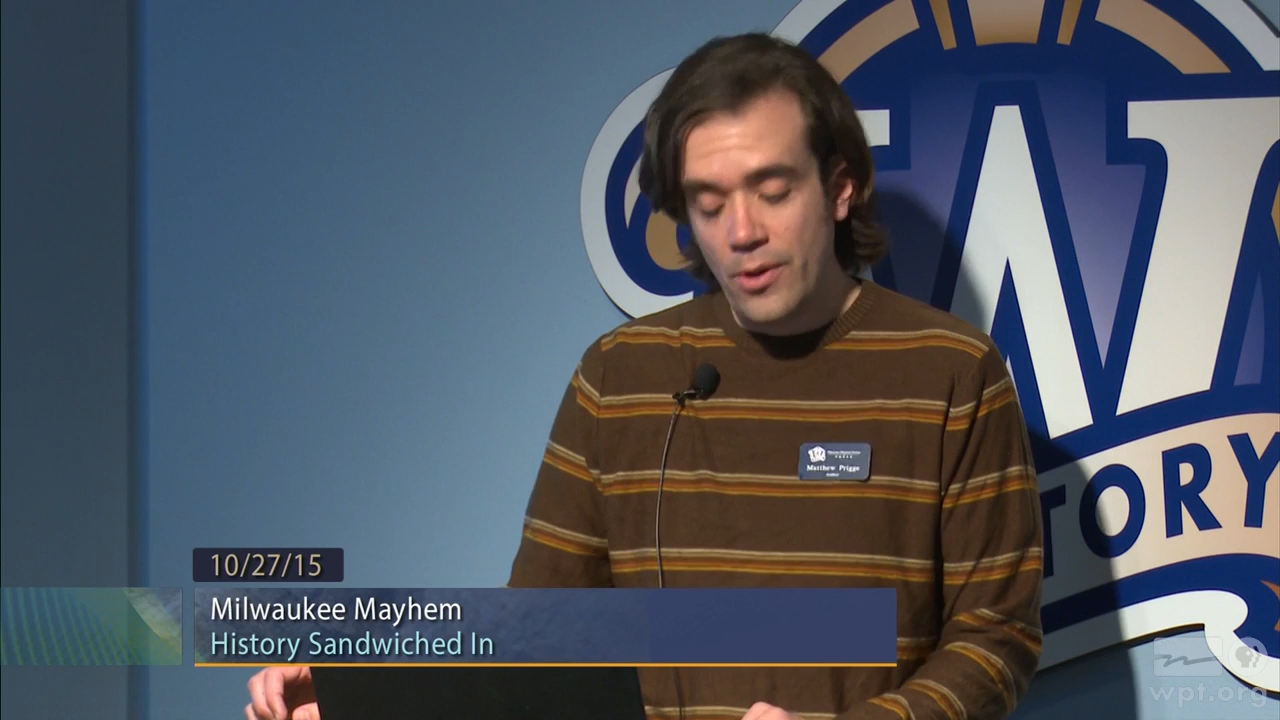 W
TORY
Matthew Prigge
10/27/15
Milwaukee Mayhem
History Sandwiched In
wpt.org